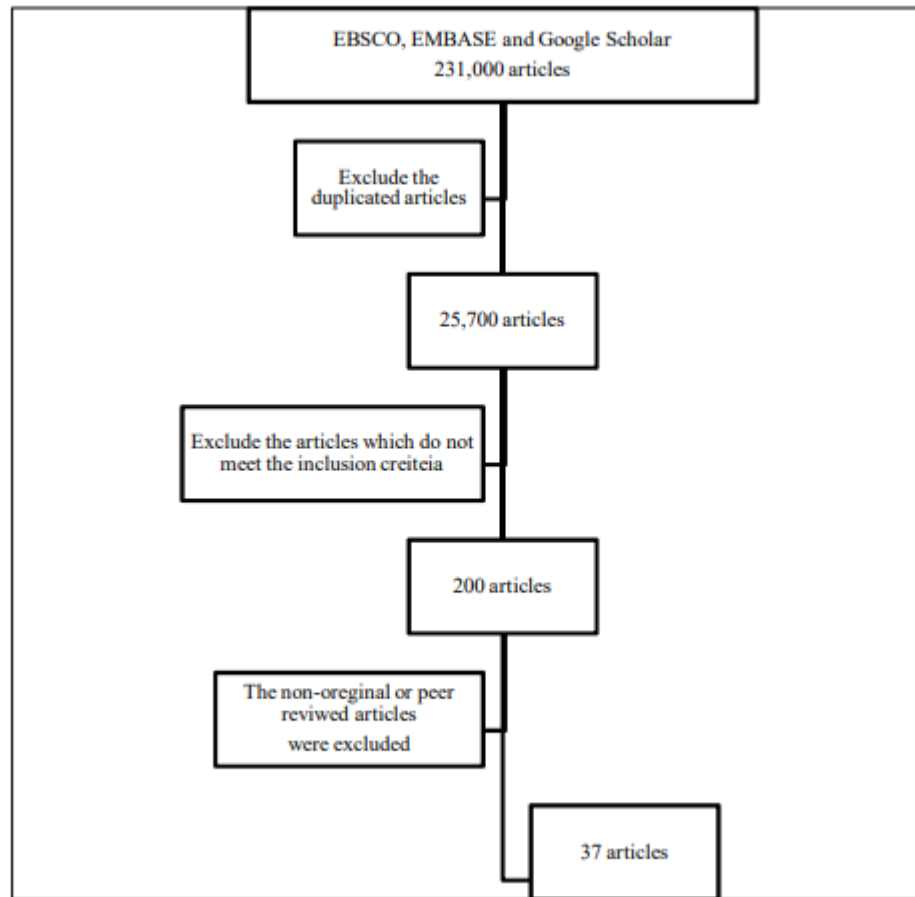 EBSCO, EMBASE and Google Scholar
231,000 articles
Exclude the
duplicated articles
25,700 articles
Exclude the articles which do not
meet the inclusion creiteia
200 articles
The non-oreginal or peer
reviwed articles
were excluded
37 articles